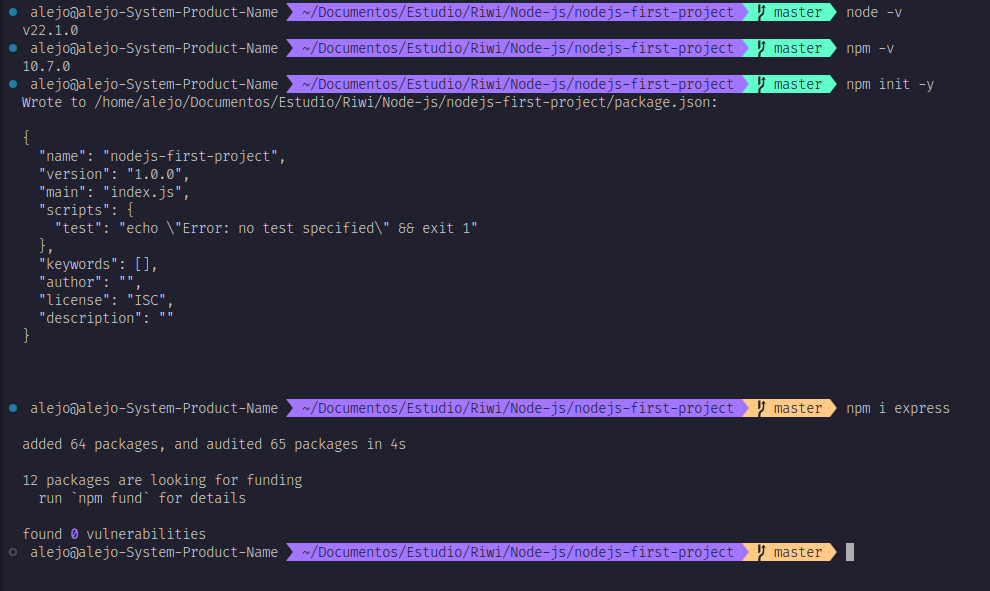 alejo@alejo-System-Product-Name ~/Documentos/Estudio/Riwi/Node-js/nodejs-first-project master node -v
v22.1.0
alejo@alejo-System-Product-Name ~/Documentos/Estudio/Riwi/Node-js/nodejs-first-project master npm -v
10.7.0
alejo@alejo-System-Product-Name ~/Documentos/Estudio/Riwi/Node-js/nodejs-first-project master npm init -y
Wrote to /home/alejo/Documentos/Estudio/Riwi/Node-js/nodejs-first-project/package.json:
{
  "name": "nodejs-first-project",
  "version": "1.0.0",
  "main": "index.js",
  "scripts": {
    "test": "echo \"Error: no test specified\" && exit 1"
  },
  "keywords": [],
  "author": "",
  "license": "ISC",
  "description": ""
}
alejo@alejo-System-Product-Name ~/Documentos/Estudio/Riwi/Node-js/nodejs-first-project master npm i express
added 64 packages, and audited 65 packages in 4s
12 packages are looking for funding
  run `npm fund` for details
found 0 vulnerabilities
alejo@alejo-System-Product-Name ~/Documentos/Estudio/Riwi/Node-js/nodejs-first-project master